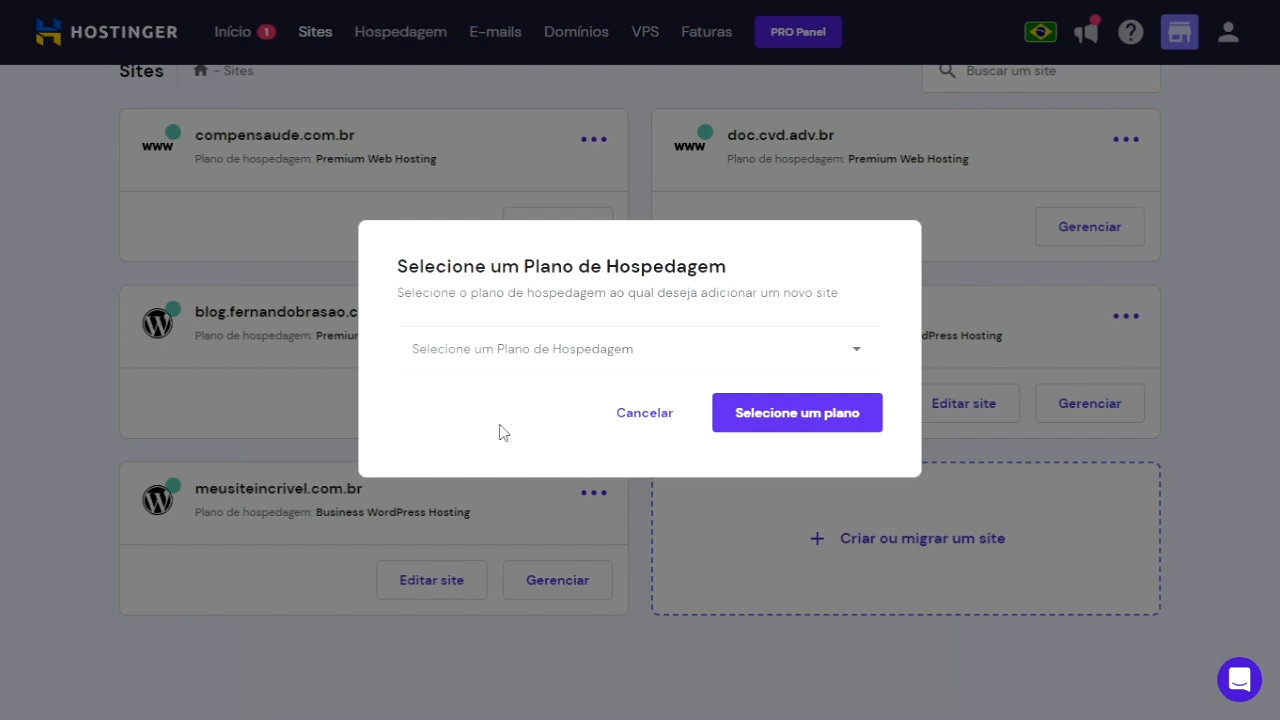 HOSTINGER
Início 1 Sites Hospedagem E-mails Domínios VPS Faturas PRO Panel
Sites - Sites
Buscar um site
www compensaude.com.br
Plano de hospedagem: Premium Web Hosting
www doc.cvd.adv.br
Plano de hospedagem: Premium Web Hosting
Gerenciar
Selecione um Plano de Hospedagem
Selecione o plano de hospedagem ao qual deseja adicionar um novo site
Selecione um Plano de Hospedagem
Cancelar Selecione um plano
blog.fernandobrasao.c
Plano de hospedagem:
Hosting
Editar site Gerenciar
meusiteincrivel.com.br
Plano de hospedagem: Business WordPress Hosting
Editar site Gerenciar
+ Criar ou migrar um site